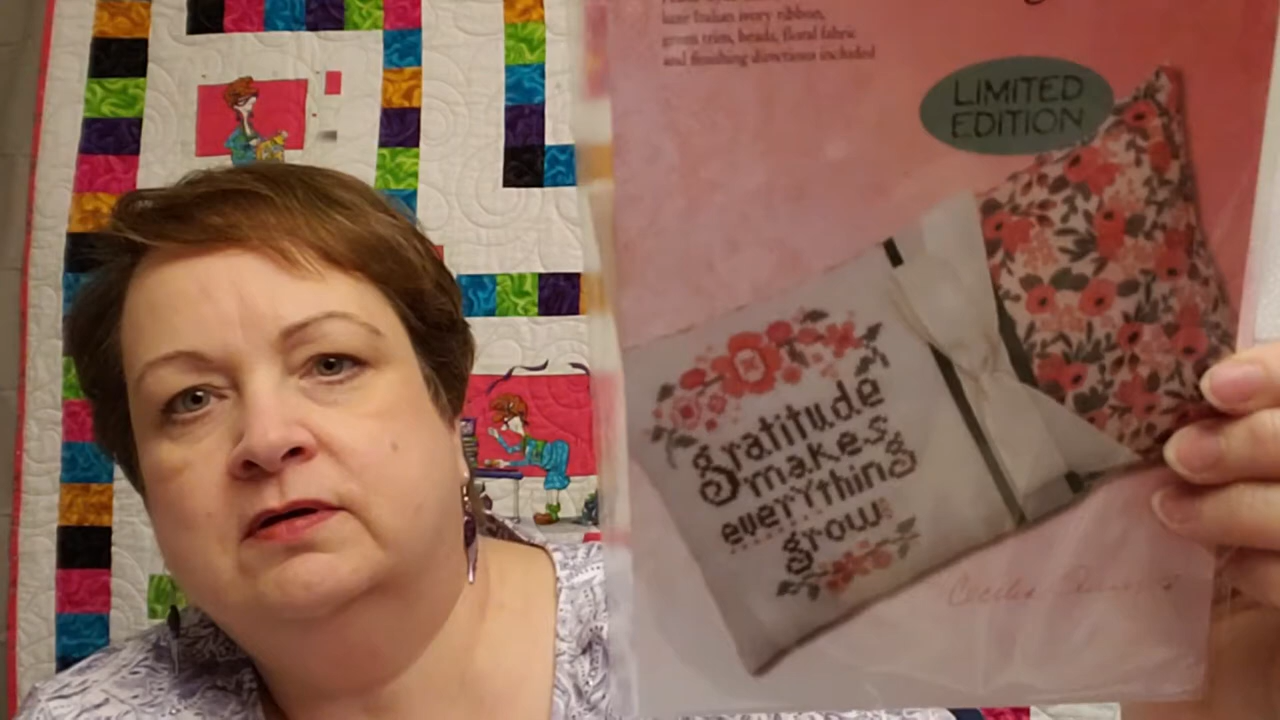 luxe Italian ivory ribbon,
green trim, beads, floral fabric
and finishing directions included
LIMITED
EDITION
gratitude
makes
everything
grow
Cecilia